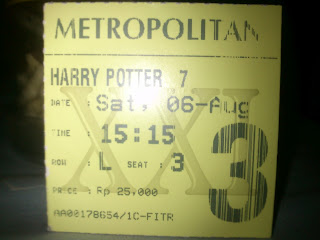 METROPOLITAN
HARRY POTTER 7
XXI
DATE : Sat, 06-Aug
TIME : 15:15
ROW : L SEAT : 3
3
PRICE : Rp 25,000
AA00178654/1C-FITR